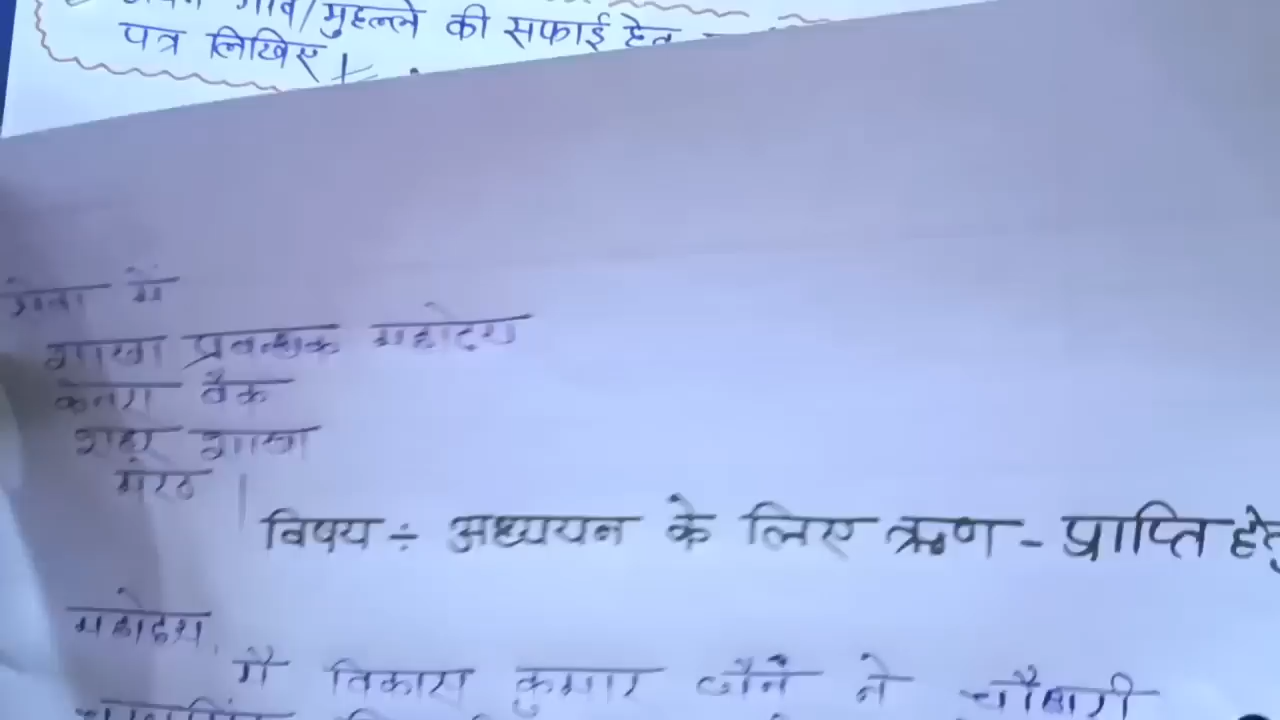 गांव/मुहल्ले की सफाई हेतु
पत्र लिखिए।
सेवा में
शाखा प्रबन्धक महोदय
केनरा बैंक
शहर शाखा
मेरठ।
विषय ÷ अध्ययन के लिए ऋण - प्राप्ति हेतु
महोदय,
मैं विकास कुमार जैन ने चौधरी